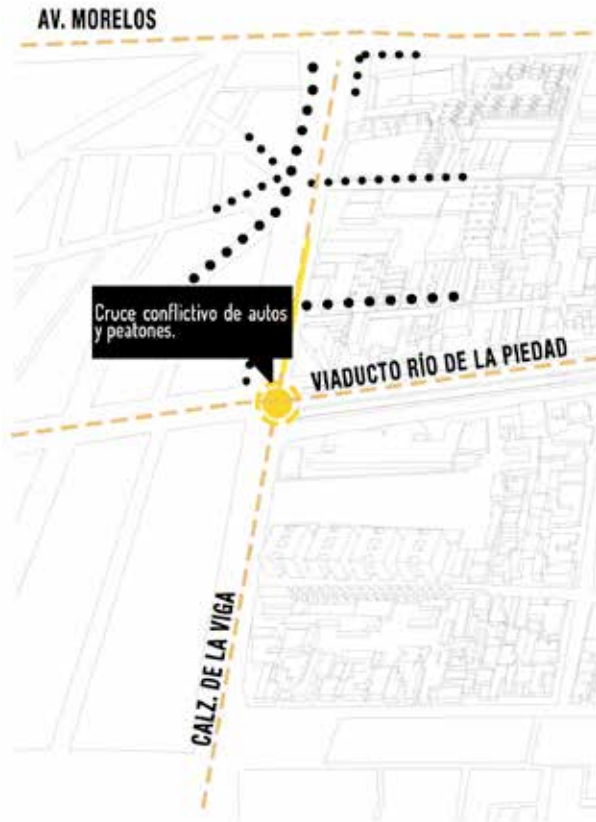 AV. MORELOS
Cruce conflictivo de autos
y peatones.
VIADUCTO RÍO DE LA PIEDAD
CALZ. DE LA VIGA